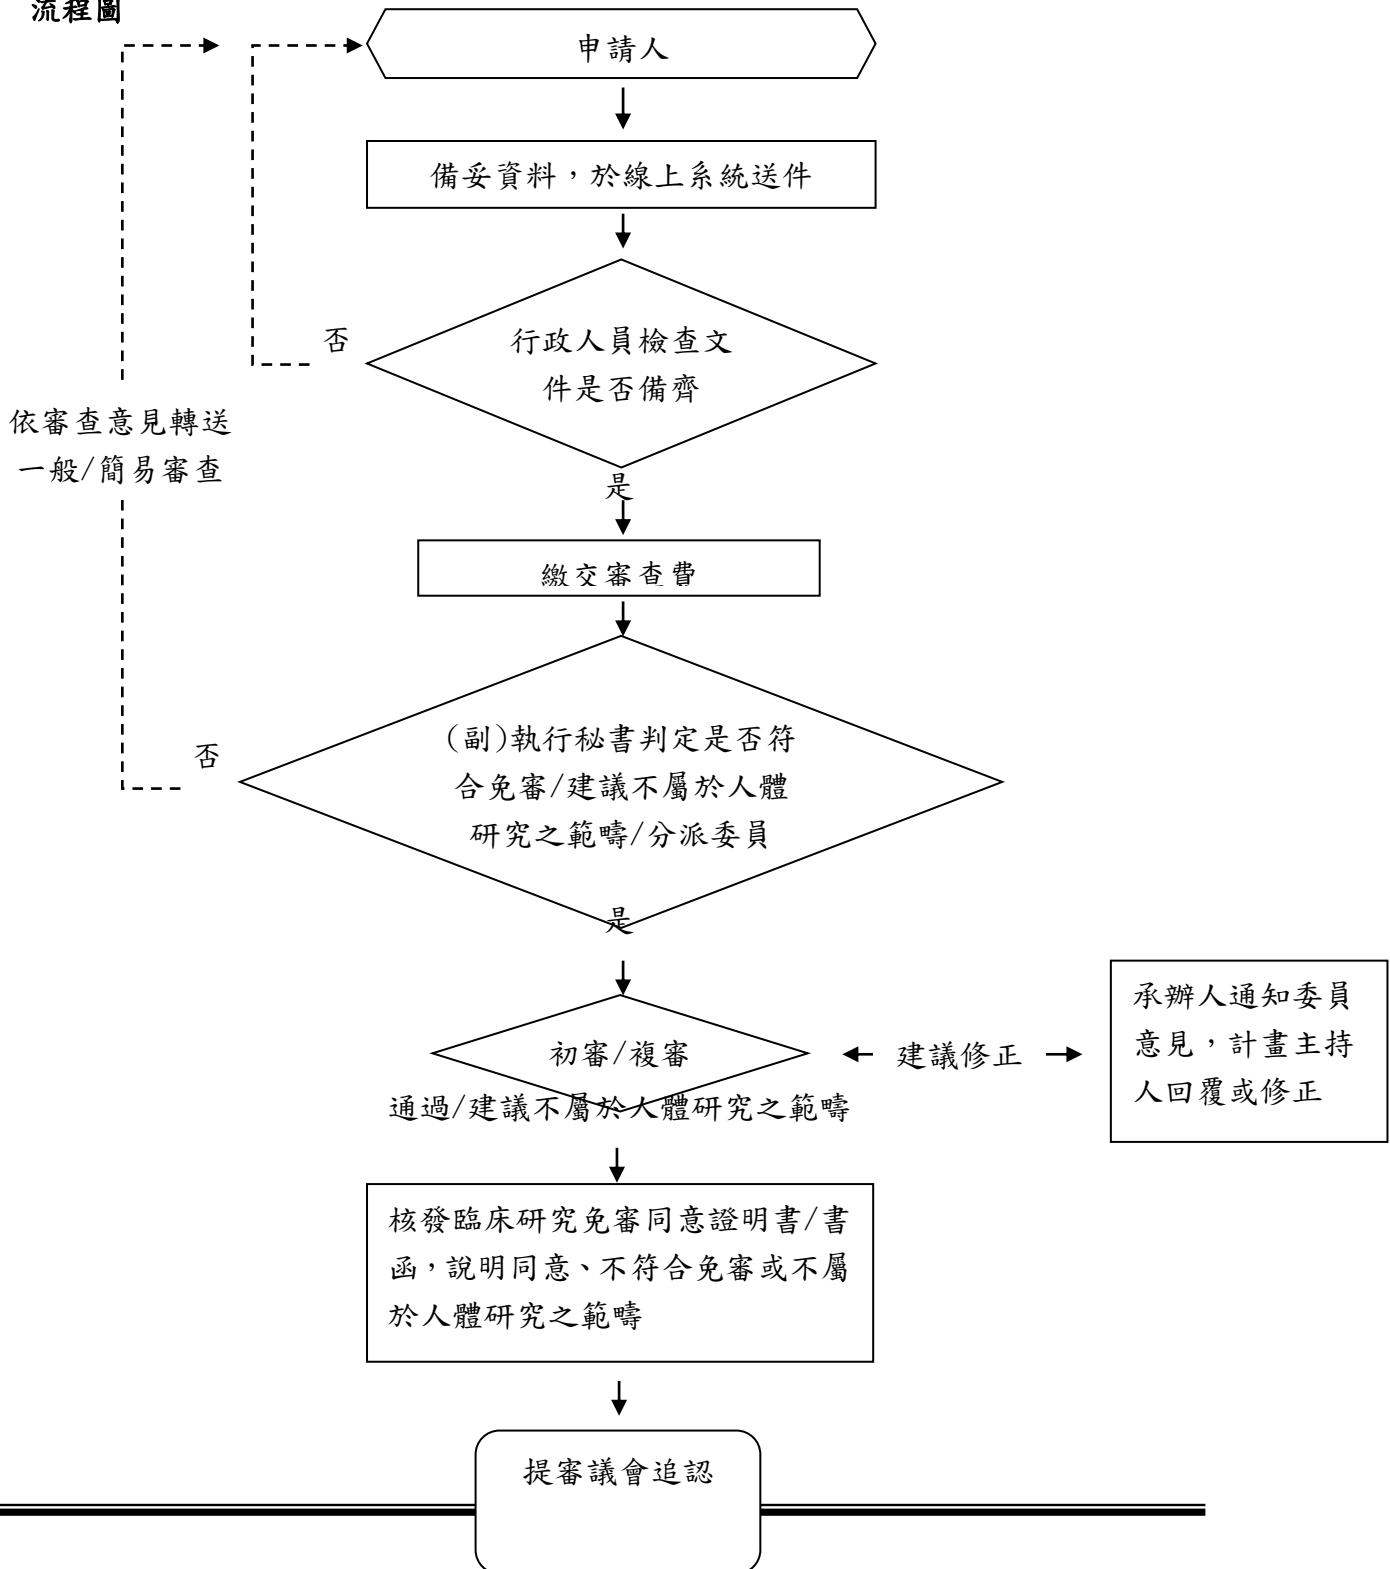 流程圖
申請人
備妥資料，於線上系統送件
否
行政人員檢查文
件是否備齊
依審查意見轉送
一般/簡易審查
是
繳交審查費
否
(副)執行秘書判定是否符
合免審/建議不屬於人體
研究之範疇/分派委員
是
初審/複審
建議修正
承辦人通知委員
意見，計畫主持
人回覆或修正
通過/建議不屬於人體研究之範疇
核發臨床研究免審同意證明書/書
函，說明同意、不符合免審或不屬
於人體研究之範疇
提審議會追認